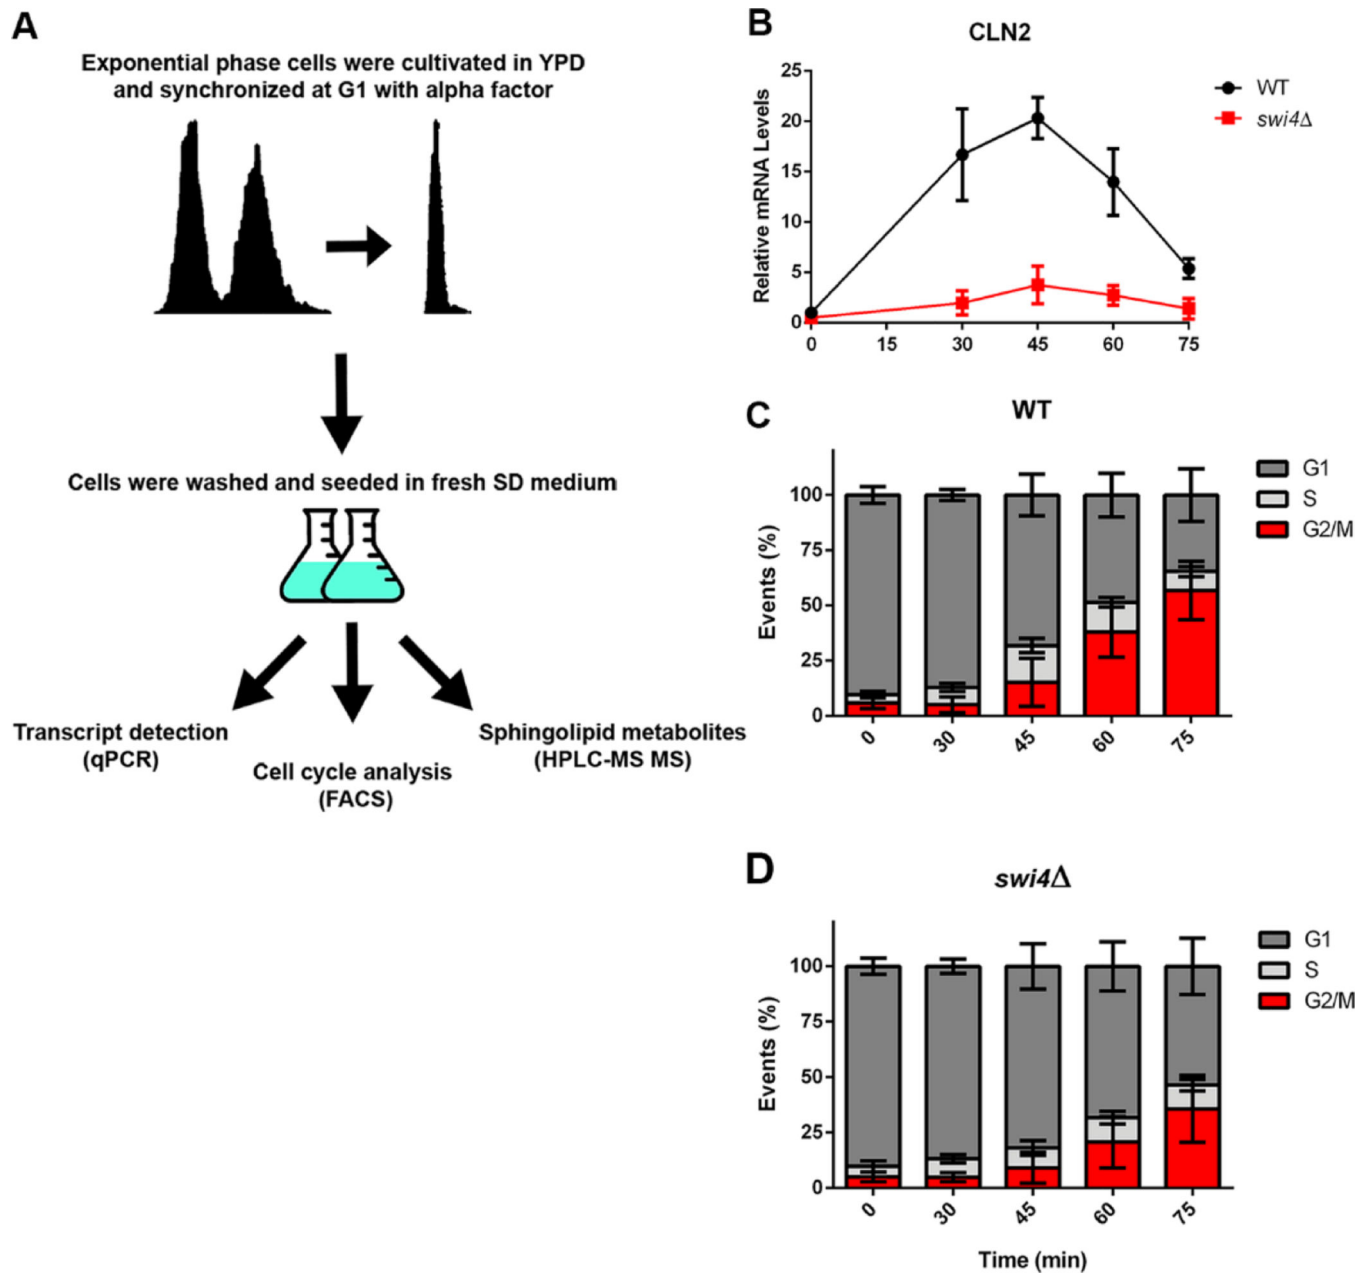 A
Exponential phase cells were cultivated in YPD
and synchronized at G1 with alpha factor
Cells were washed and seeded in fresh SD medium
Transcript detection
(qPCR)
Cell cycle analysis
(FACS)
Sphingolipid metabolites
(HPLC-MS MS)
B
CLN2
Relative mRNA Levels
25
20
15
10
5
0
0
15
30
45
60
75
WT
swi4Δ
C
WT
Events (%)
100
75
50
25
0
0
30
45
60
75
G1
S
G2/M
D
swi4Δ
Events (%)
100
75
50
25
0
0
30
45
60
75
Time (min)
G1
S
G2/M